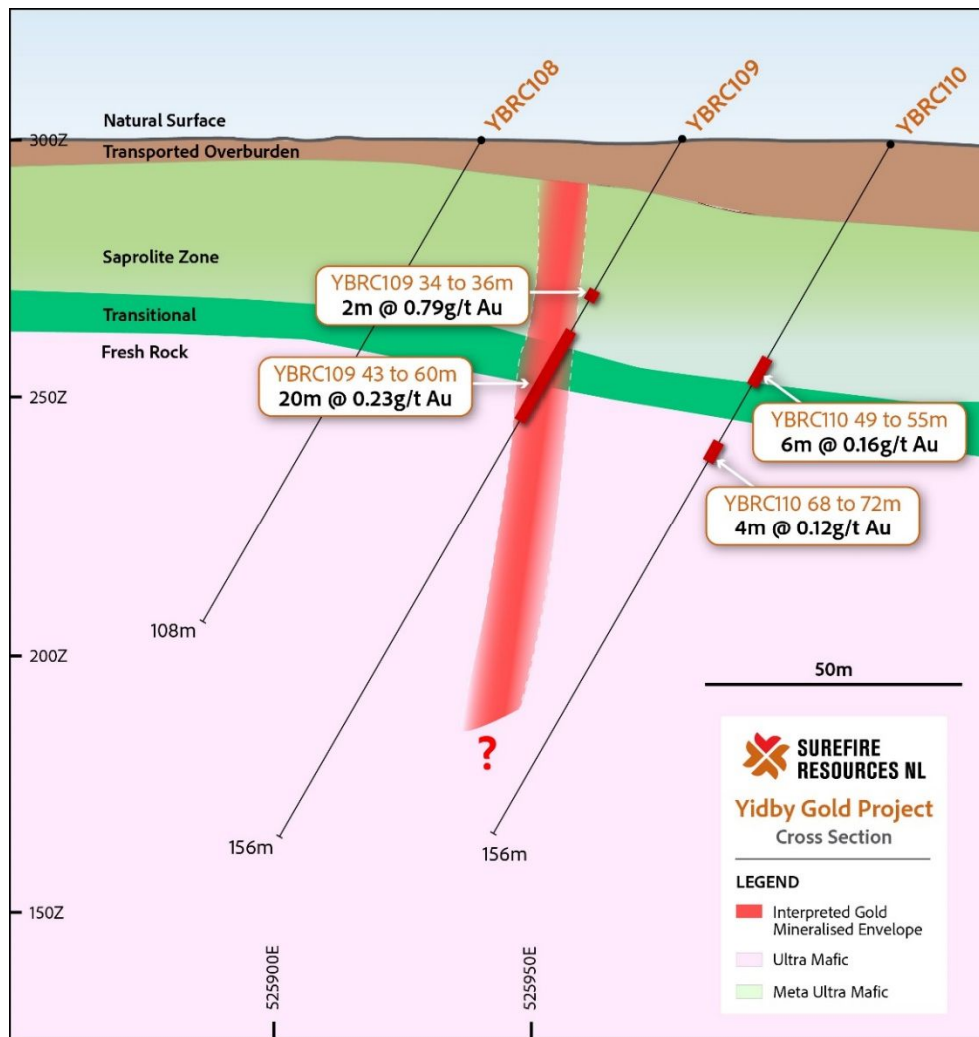 YBRC108
YBRC109
YBRC110
Natural Surface
300Z
Transported Overburden
Saprolite Zone
YBRC109 34 to 36m
2m @ 0.79g/t Au
Transitional
Fresh Rock
YBRC109 43 to 60m
20m @ 0.23g/t Au
250Z
YBRC110 49 to 55m
6m @ 0.16g/t Au
YBRC110 68 to 72m
4m @ 0.12g/t Au
108m
200Z
50m
?
SUREFIRE
RESOURCES NL
Yidby Gold Project
Cross Section
156m
156m
LEGEND
Interpreted Gold
Mineralised Envelope
Ultra Mafic
Meta Ultra Mafic
150Z
525900E
525950E